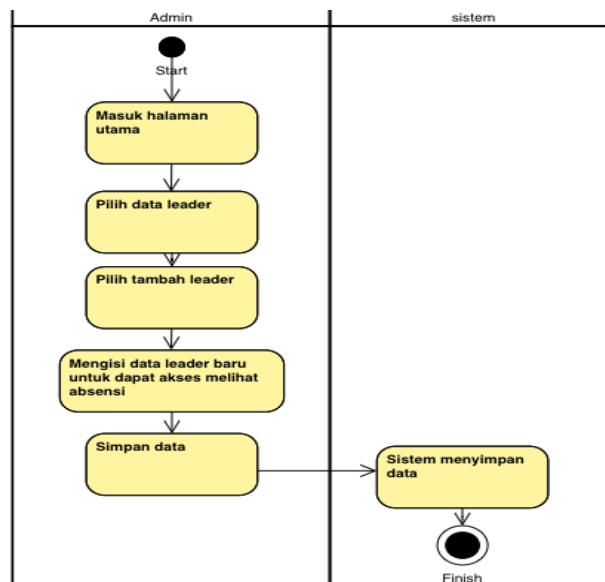 Admin
sistem
Start
Masuk halaman
utama
Pilih data leader
Pilih tambah leader
Mengisi data leader baru
untuk dapat akses melihat
absensi
Simpan data
Sistem menyimpan
data
Finish